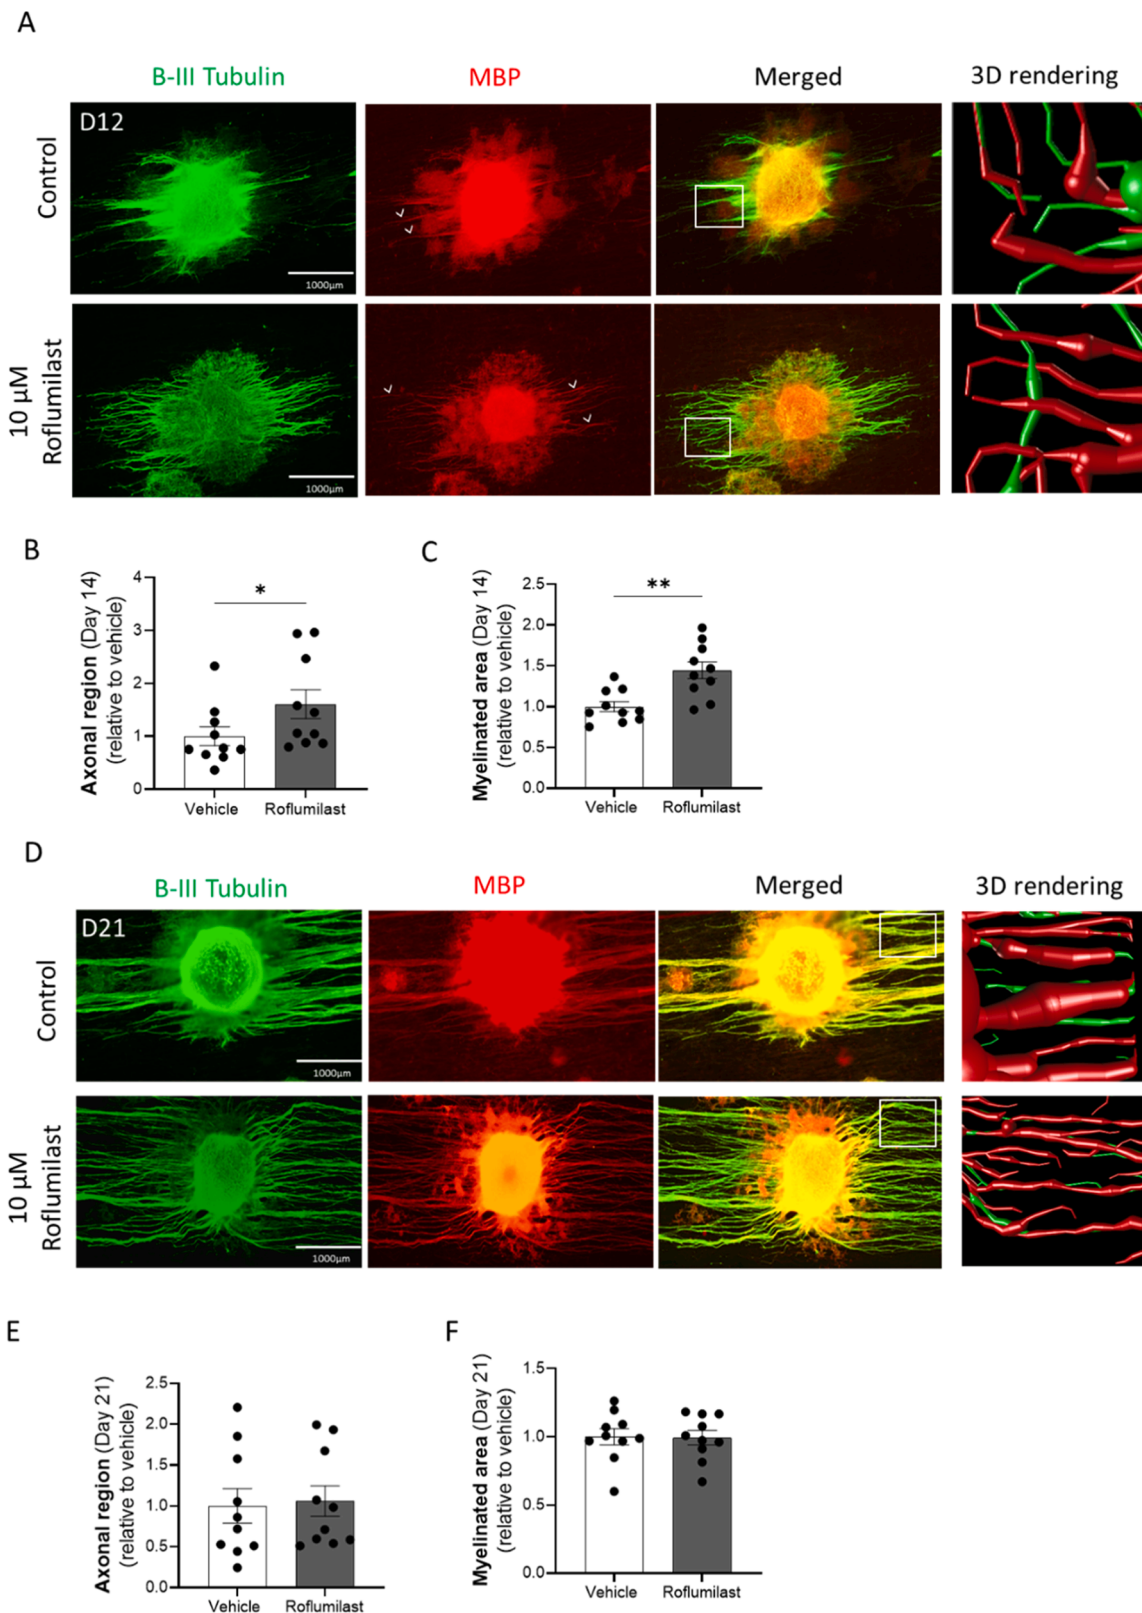 A
B-III Tubulin
MBP
Merged
3D rendering
Control
D12
1000µm
10 µM
Roflumilast
1000µm
B
Axonal region (Day 14)
(relative to vehicle)
4
3
2
1
0
*
Vehicle
Roflumilast
C
Myelinated area (Day 14)
(relative to vehicle)
2.5
2.0
1.5
1.0
0.5
0.0
**
Vehicle
Roflumilast
D
B-III Tubulin
MBP
Merged
3D rendering
Control
D21
1000µm
10 µM
Roflumilast
1000µm
E
Axonal region (Day 21)
(relative to vehicle)
2.5
2.0
1.5
1.0
0.5
0.0
Vehicle
Roflumilast
F
Myelinated area (Day 21)
(relative to vehicle)
1.5
1.0
0.5
0.0
Vehicle
Roflumilast